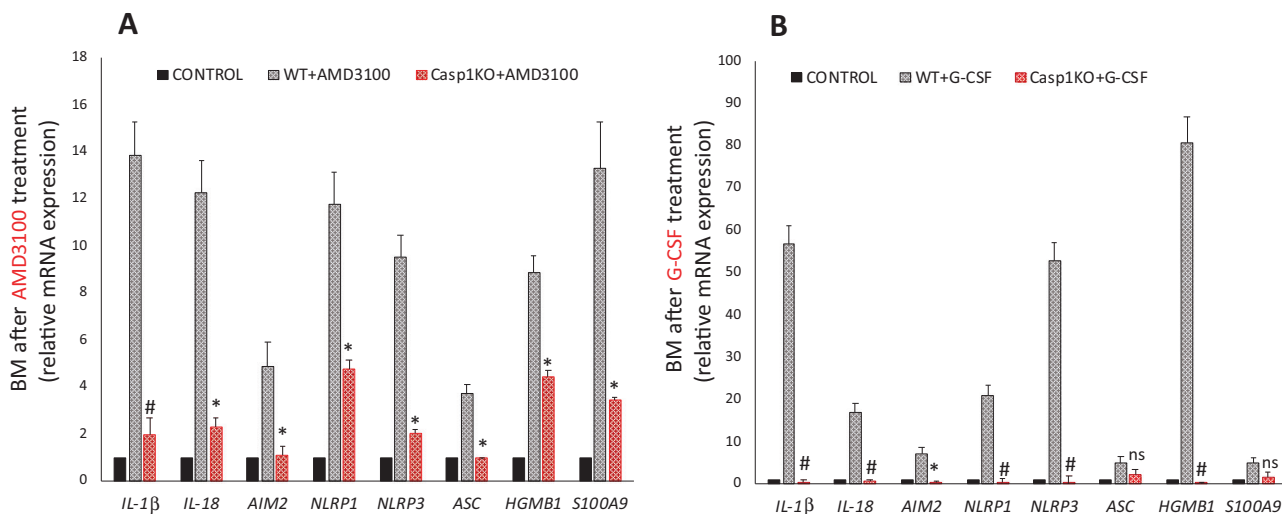 A
18
16
14
12
10
8
6
4
2
0
BM after AMD3100 treatment
(relative mRNA expression)
CONTROL WT+AMD3100 Casp1KO+AMD3100
# * * * * * * *
IL-1β IL-18 AIM2 NLRP1 NLRP3 ASC HGMB1 S100A9
B
100
90
80
70
60
50
40
30
20
10
0
BM after G-CSF treatment
(relative mRNA expression)
CONTROL WT+G-CSF Casp1KO+G-CSF
# # * # # ns # ns
IL-1β IL-18 AIM2 NLRP1 NLRP3 ASC HGMB1 S100A9